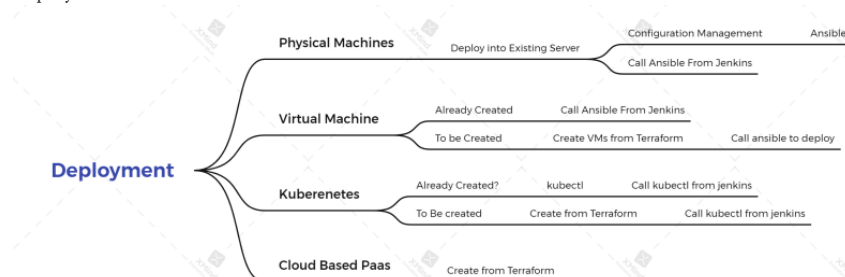 Physical Machines
Deploy into Existing Server
Configuration Management
Ansible
Call Ansible From Jenkins
Virtual Machine
Already Created
Call Ansible From Jenkins
To be Created
Create VMs from Terraform
Call ansible to deploy
Deployment
Kuberenetes
Already Created?
kubectl
Call kubectl from jenkins
To Be created
Create from Terraform
Call kubectl from jenkins
Cloud Based Paas
Create from Terraform